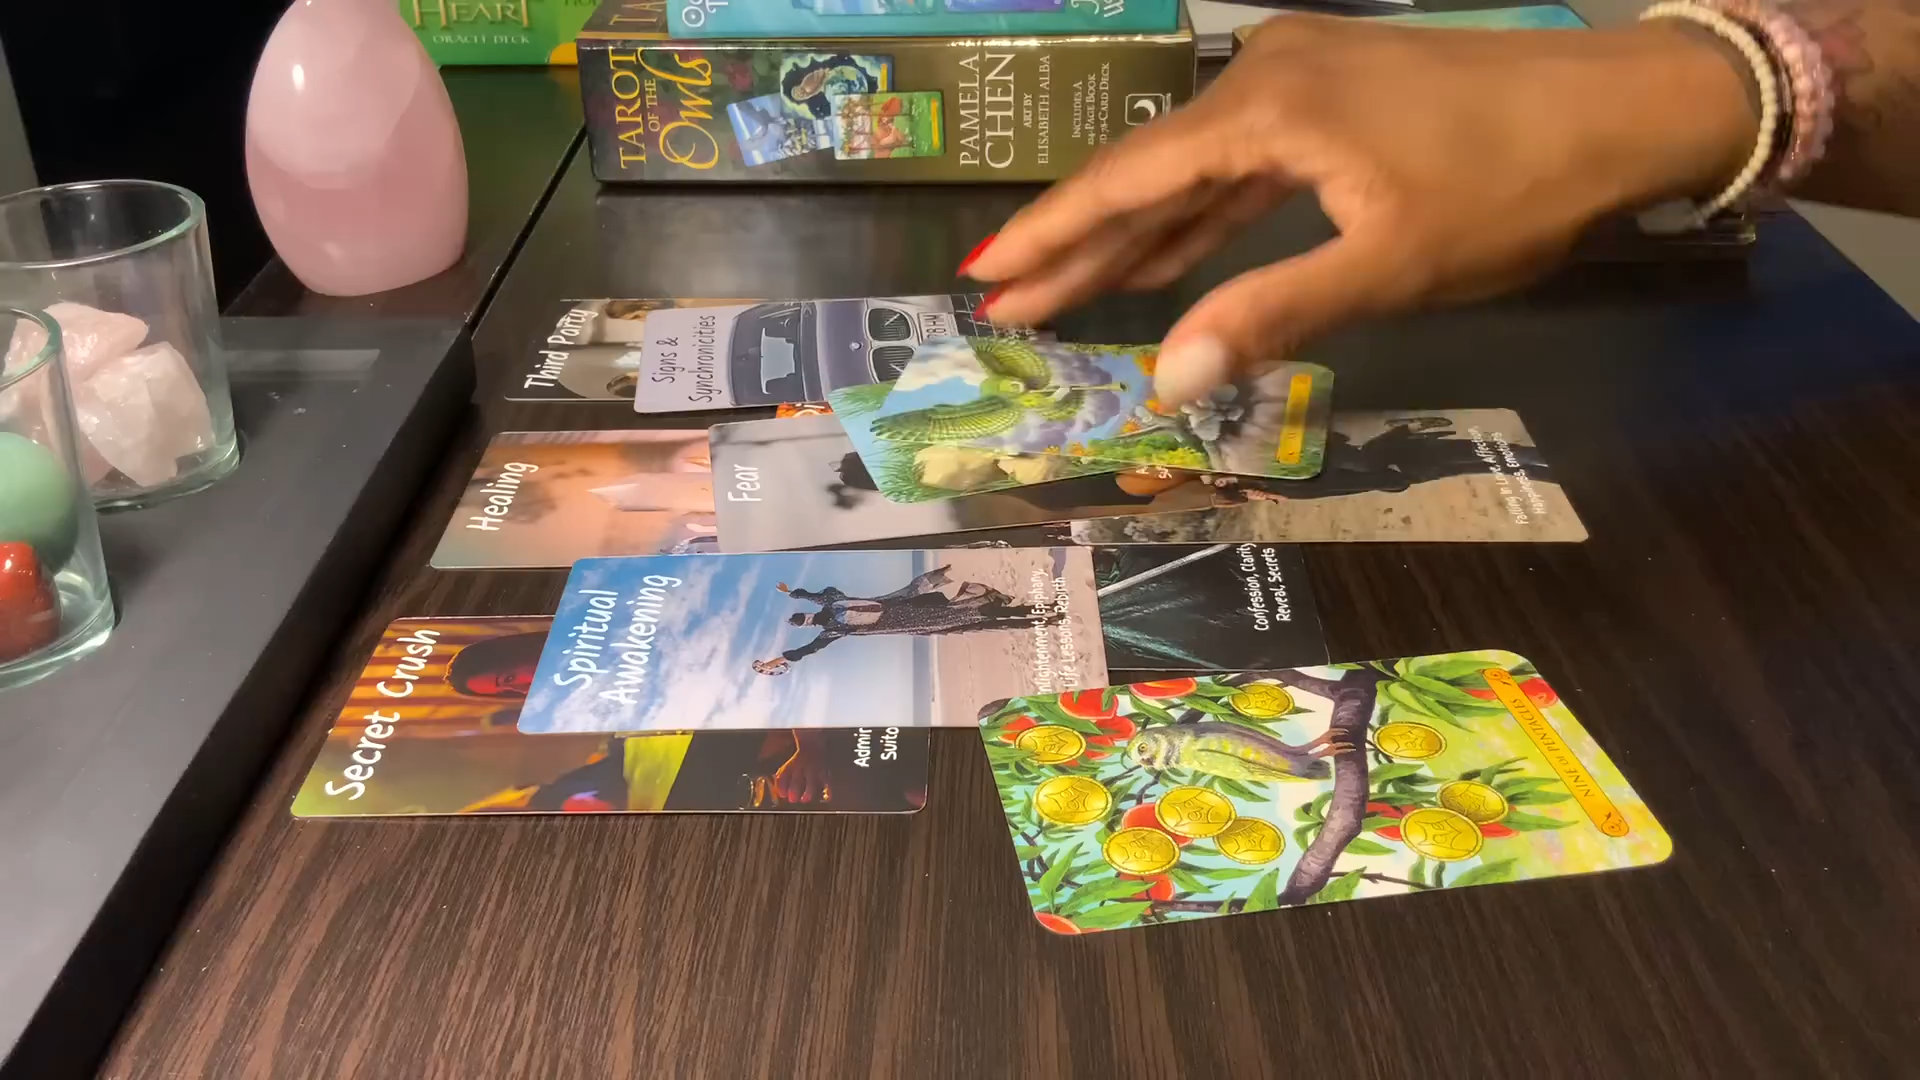 HEART
ORACLE DECK
TAROT
OF THE
Owls
PAMELA
CHEN
ART BY
ELISABETH ALBA
INCLUDES A
Third Party
Signs &
Synchronicities
Healing
Fear
Falling in Love, Affection,
Happiness, Emotions
Spiritual
Awakening
Enlightenment, Epiphany,
Life Lessons, Rebirth
Confession, Clarity
Reveal, Secrets
Secret Crush
NINE OF PENTACLES